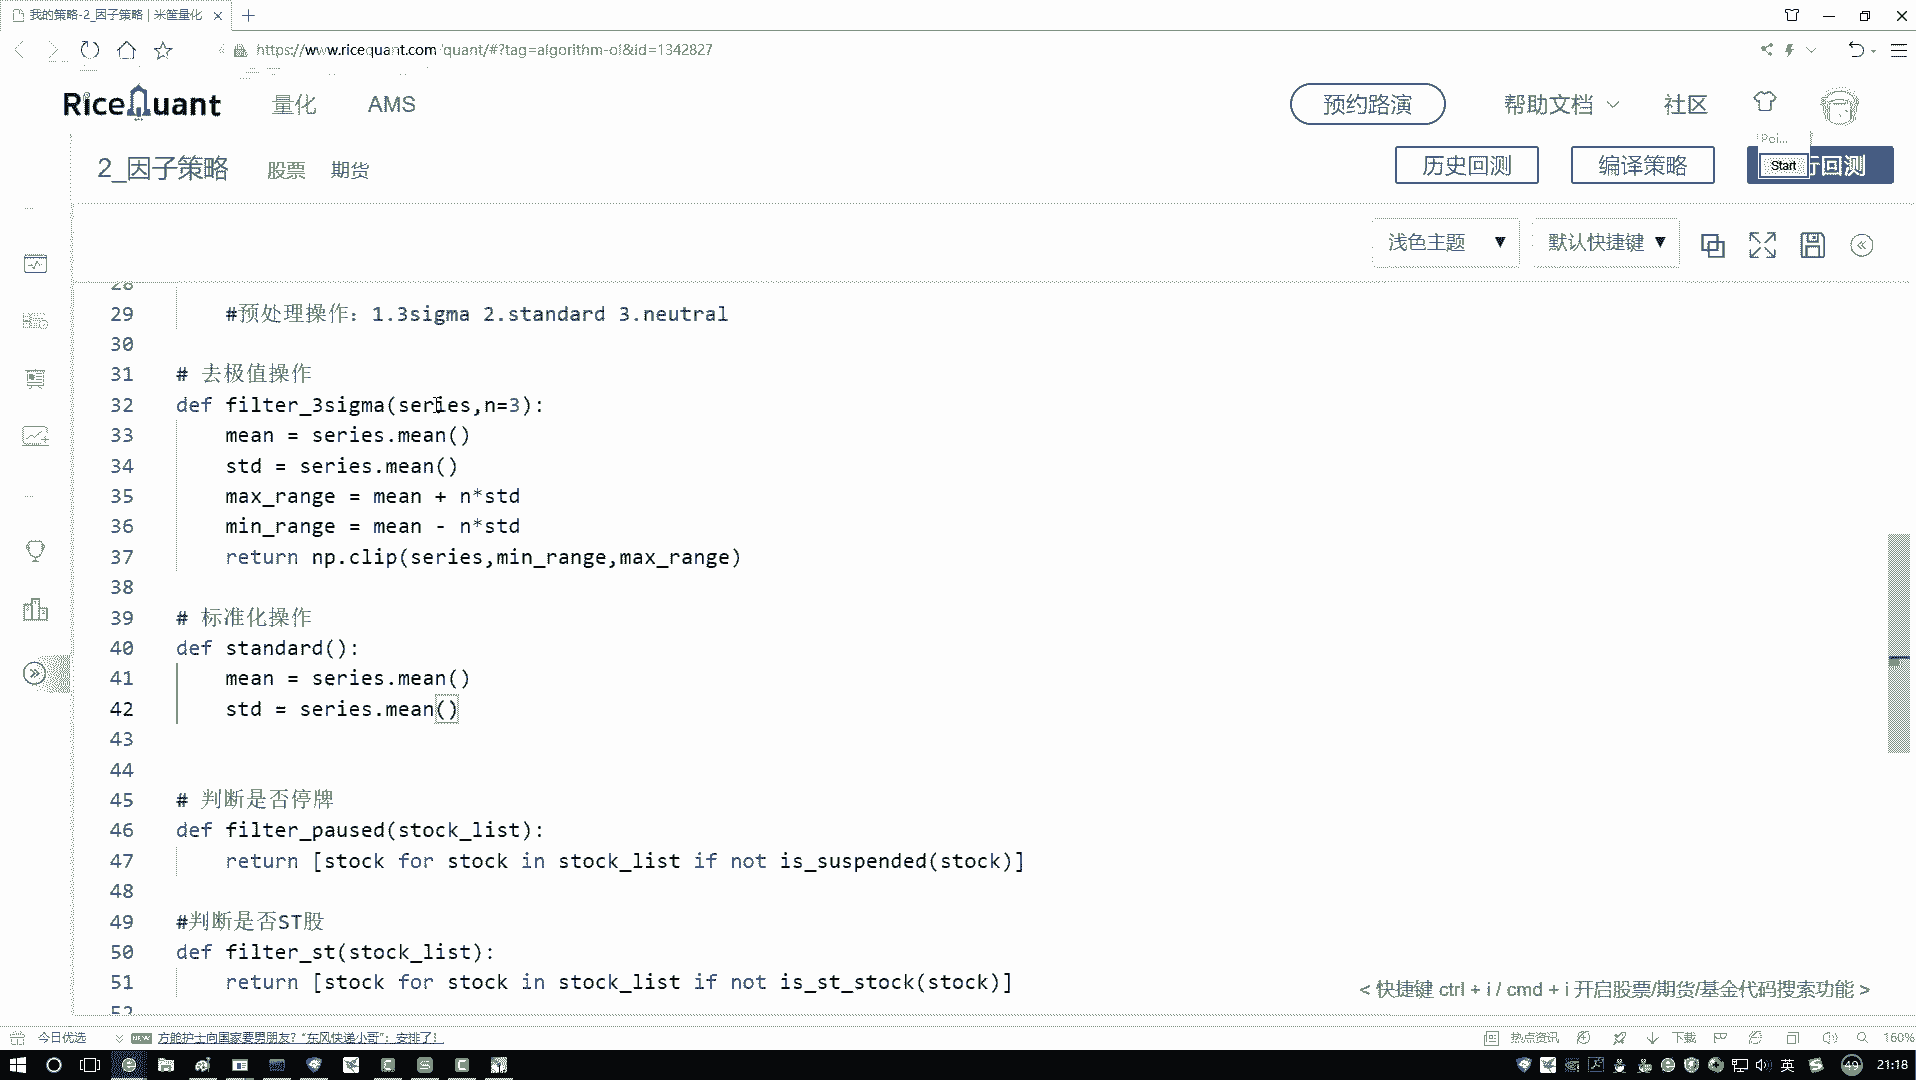 我的策略-2_因子策略 | 米筐量化
https://www.ricequant.com quant/#?tag=algorithm-ol&id=1342827
RiceQuant 量化 AMS 预约路演 帮助文档 社区
Poi...
2_因子策略 股票 期货 历史回测 编译策略 Start 行回测
浅色主题 ▼ 默认快捷键 ▼
28
29 #预处理操作：1.3sigma 2.standard 3.neutral
30
31 # 去极值操作
32 def filter_3sigma(series,n=3):
33 mean = series.mean()
34 std = series.mean()
35 max_range = mean + n*std
36 min_range = mean - n*std
37 return np.clip(series,min_range,max_range)
38
39 # 标准化操作
40 def standard():
41 mean = series.mean()
42 std = series.mean()
43
44
45 # 判断是否停牌
46 def filter_paused(stock_list):
47 return [stock for stock in stock_list if not is_suspended(stock)]
48
49 #判断是否ST股
50 def filter_st(stock_list):
51 return [stock for stock in stock_list if not is_st_stock(stock)]
52
< 快捷键 ctrl + i / cmd + i 开启股票/期货/基金代码搜索功能 >
今日优选 NEW 方舱护士向国家要男朋友？“东风快递小哥”：安排了！ 热点资讯 下载 160%
英 49 21:18